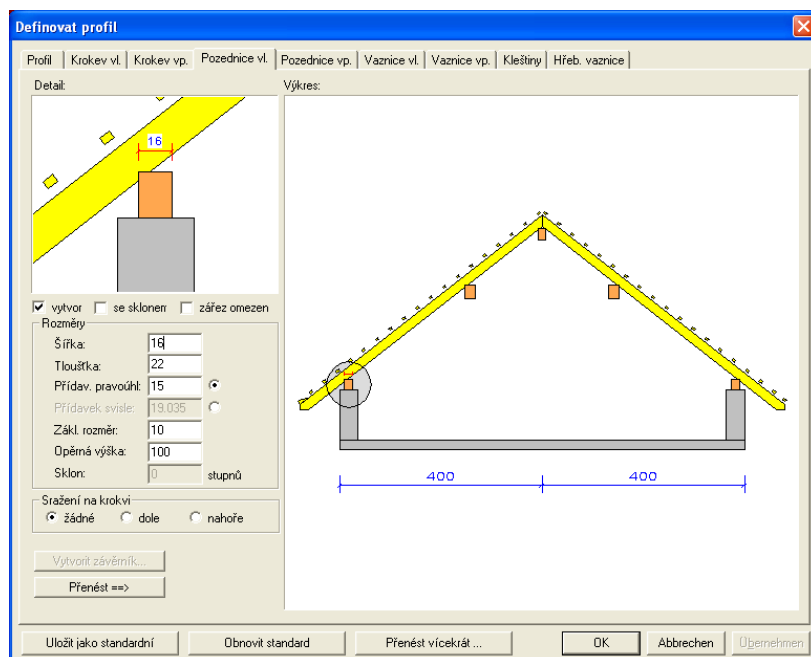 Definovat profil
Profil Krokev vl. Krokev vp. Pozednice vl. Pozednice vp. Vaznice vl. Vaznice vp. Kleštiny Hřeb. vaznice
Detail:
Výkres:
16
vytvor se sklonem zářez omezen
Rozměry
Šířka: 16
Tloušťka: 22
Přídav. pravoúhl: 15
Přídavek svisle: 19.035
Zákl. rozměr: 10
Opěrná výška: 100
Sklon: 0 stupnů
Sražení na krokvi
žádné dole nahoře
Vytvorit závěrník...
Přenést ==>
400 400
Uložit jako standardní Obnovit standard Přenést vícekrát ... OK Abbrechen Übernehmen